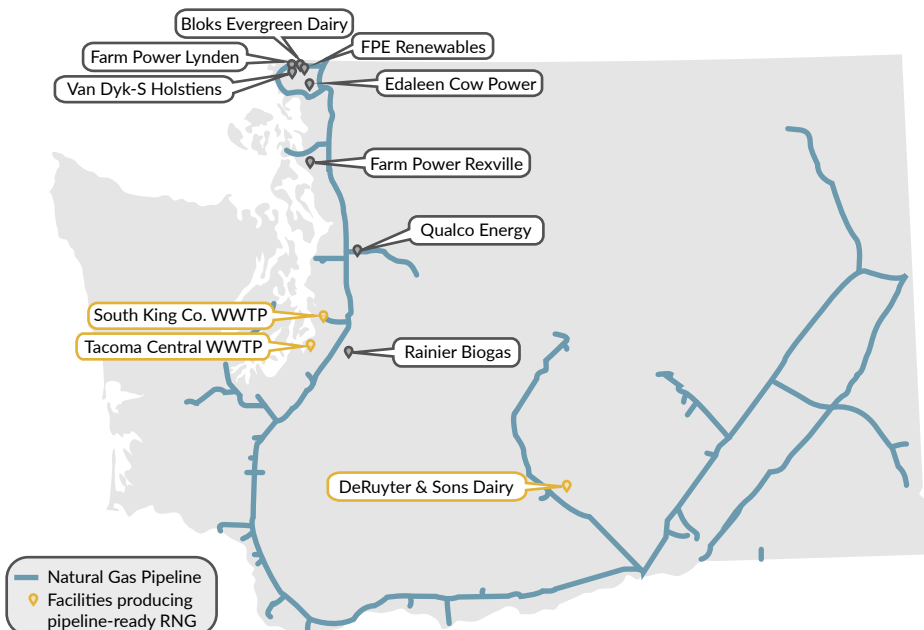 Bloks Evergreen Dairy
FPE Renewables
Farm Power Lynden
Van Dyk-S Holstiens
Edaleen Cow Power
Farm Power Rexville
Qualco Energy
South King Co. WWTP
Tacoma Central WWTP
Rainier Biogas
DeRuyter & Sons Dairy
Natural Gas Pipeline
Facilities producing
pipeline-ready RNG